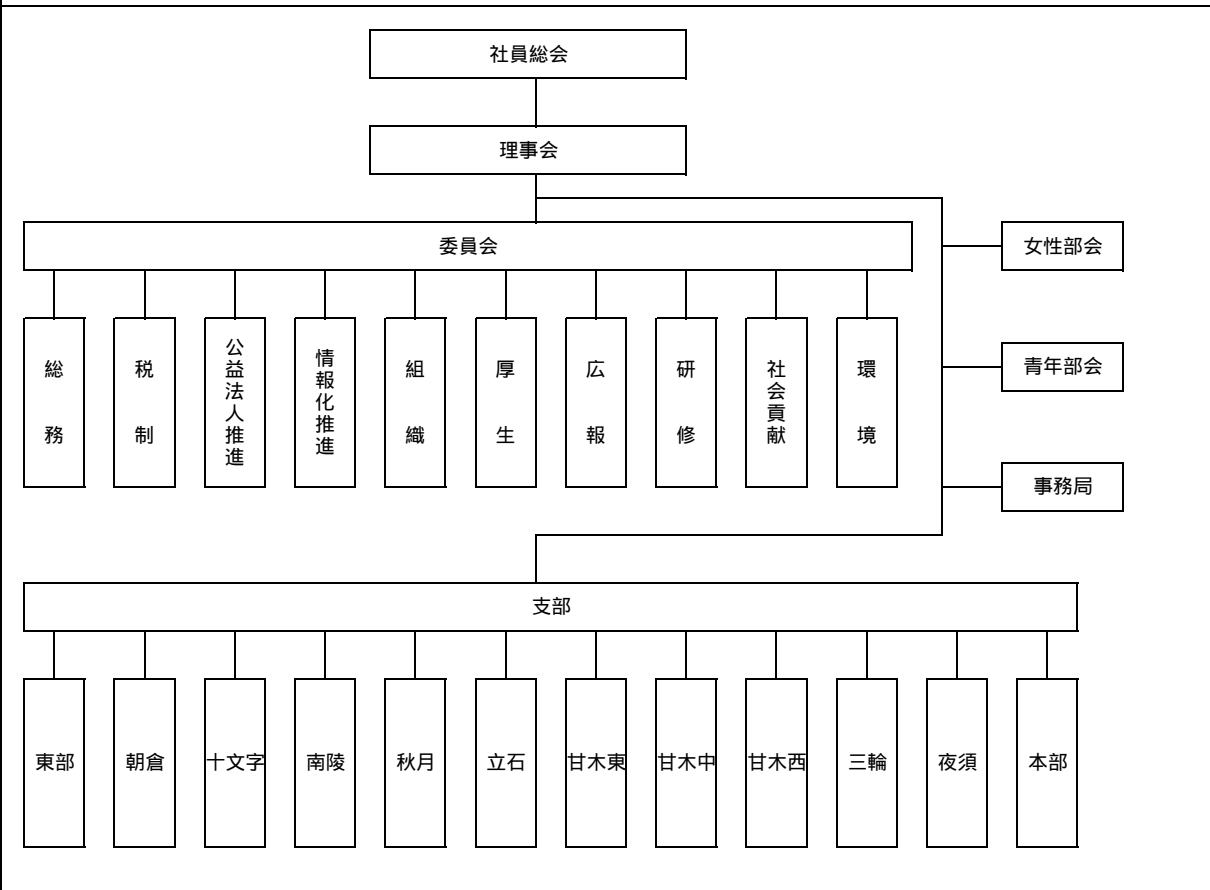 社員総会
理事会
委員会
女性部会
青年部会
事務局
総務
税制
公益法人推進
情報化推進
組織
厚生
広報
研修
社会貢献
環境
支部
東部
朝倉
十文字
南陵
秋月
立石
甘木東
甘木中
甘木西
三輪
夜須
本部